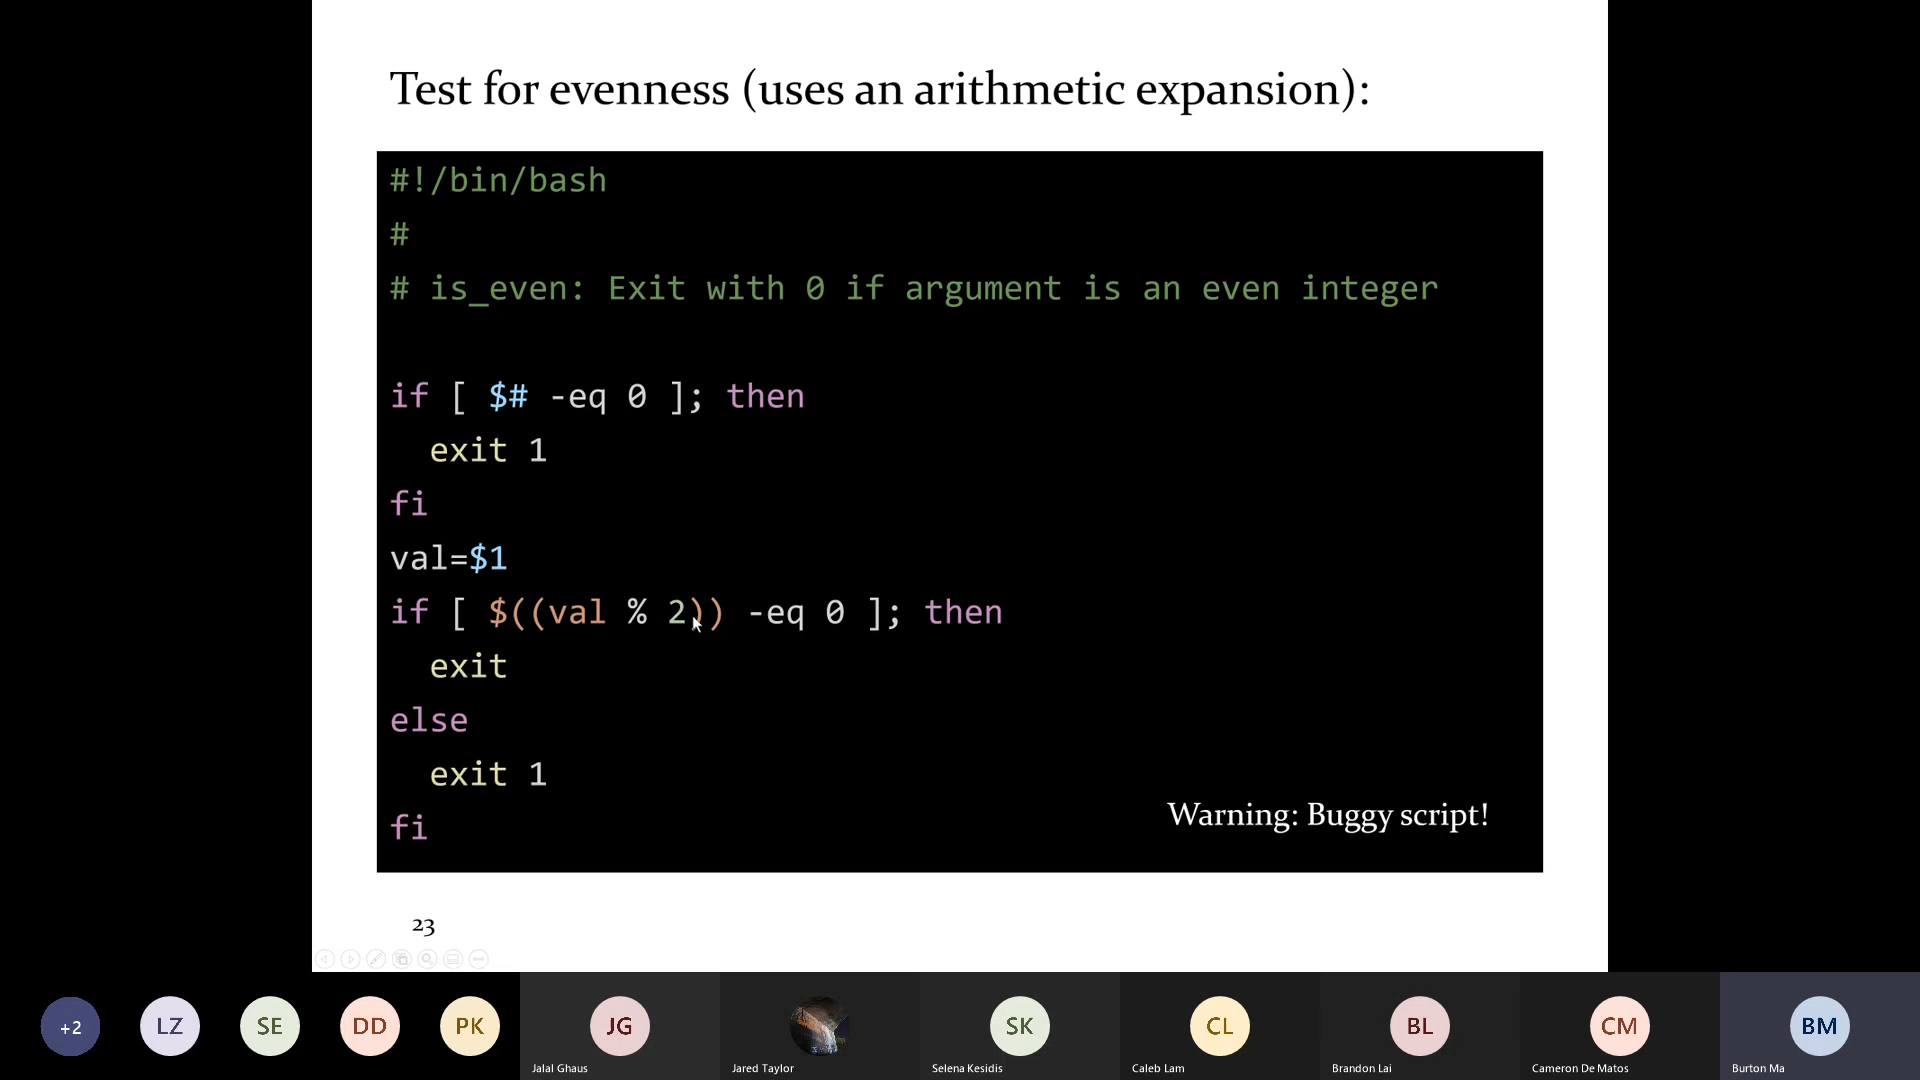 Test for evenness (uses an arithmetic expansion):
#!/bin/bash
#
# is_even: Exit with 0 if argument is an even integer
if [ $# -eq 0 ]; then
exit 1
fi
val=$1
if [ $((val % 2)) -eq 0 ]; then
exit
else
exit 1
fi
Warning: Buggy script!
23
+2
LZ
SE
DD
PK
JG
SK
CL
BL
CM
BM
Jalal Ghaus
Jared Taylor
Selena Kesidis
Caleb Lam
Brandon Lai
Cameron De Matos
Burton Ma